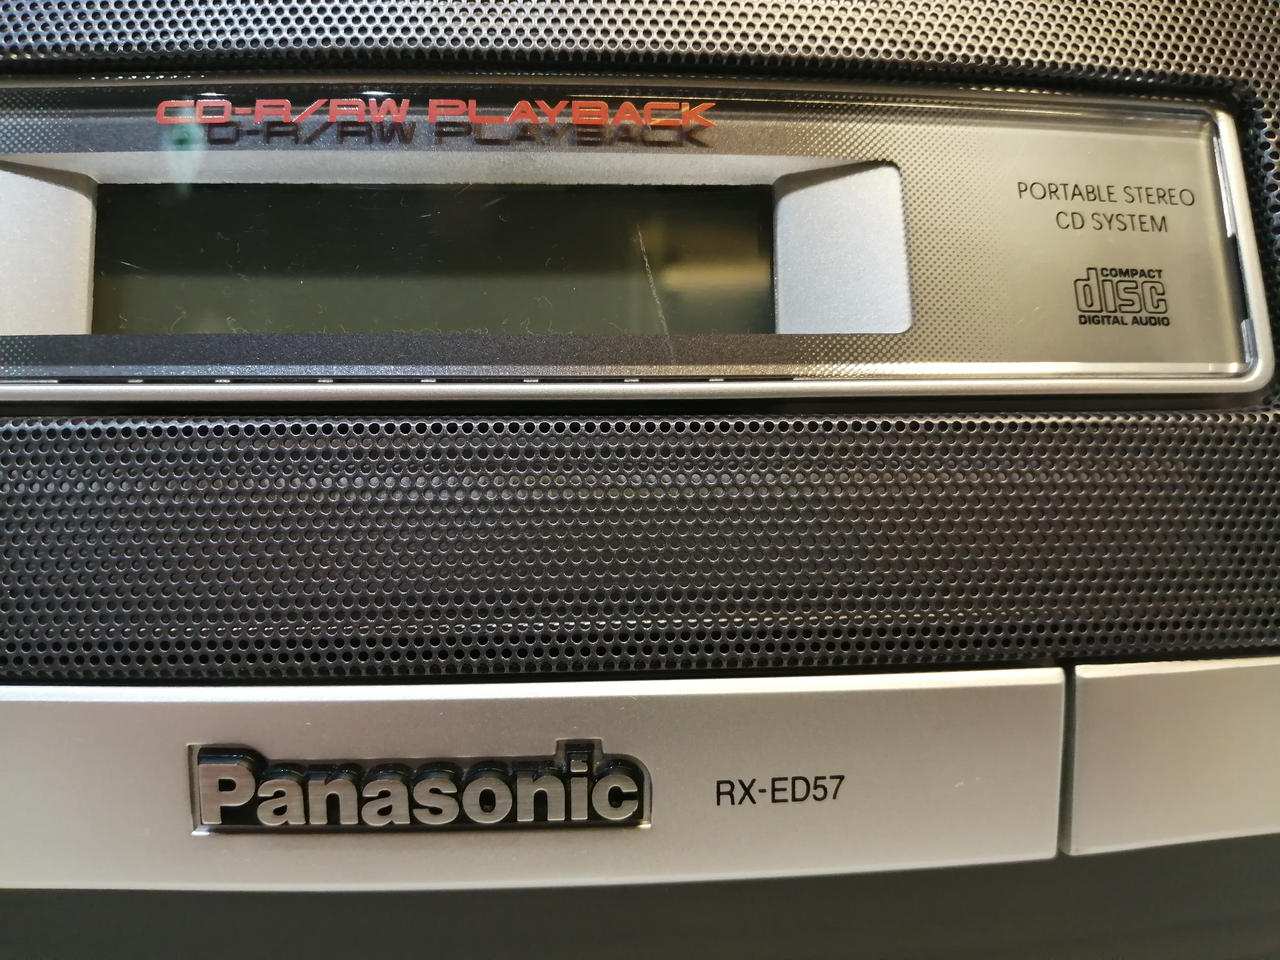 CD-R/RW PLAYBACK
PORTABLE STEREO
CD SYSTEM
COMPACT
disc
DIGITAL AUDIO
Panasonic
RX-ED57